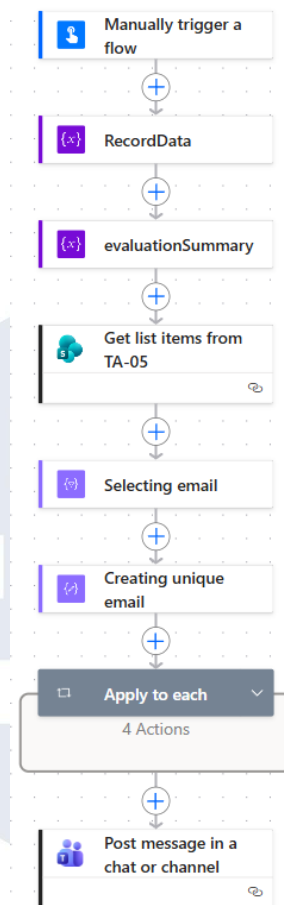 Manually trigger a
flow
{x} RecordData
{x} evaluationSummary
S
Get list items from
TA-05
Selecting email
Creating unique
email
Apply to each
4 Actions
T
Post message in a
chat or channel